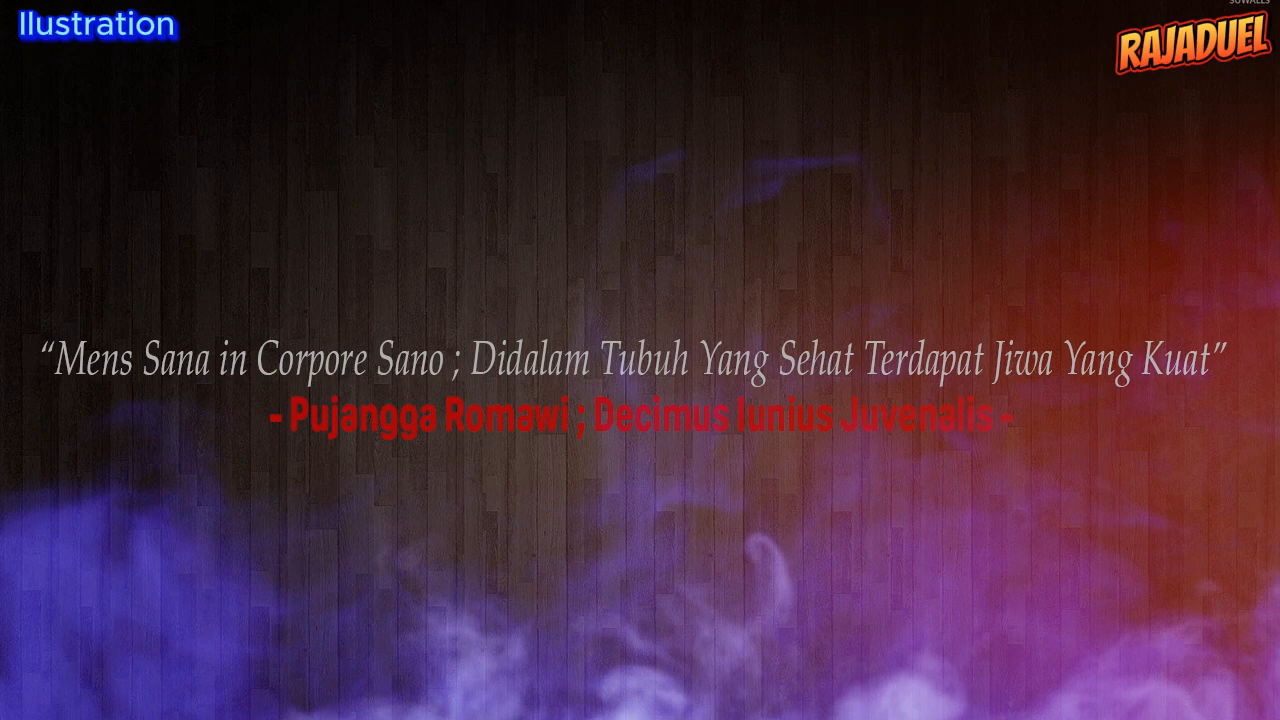 Ilustration
RAJADUEL
“Mens Sana in Corpore Sano ; Didalam Tubuh Yang Sehat Terdapat Jiwa Yang Kuat”
- Pujangga Romawi ; Decimus Iunius Juvenalis -